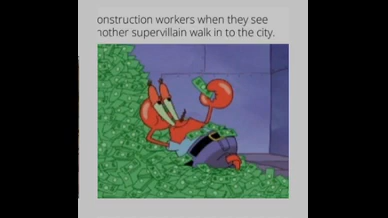 onstruction workers when they see
nother supervillain walk in to the city.